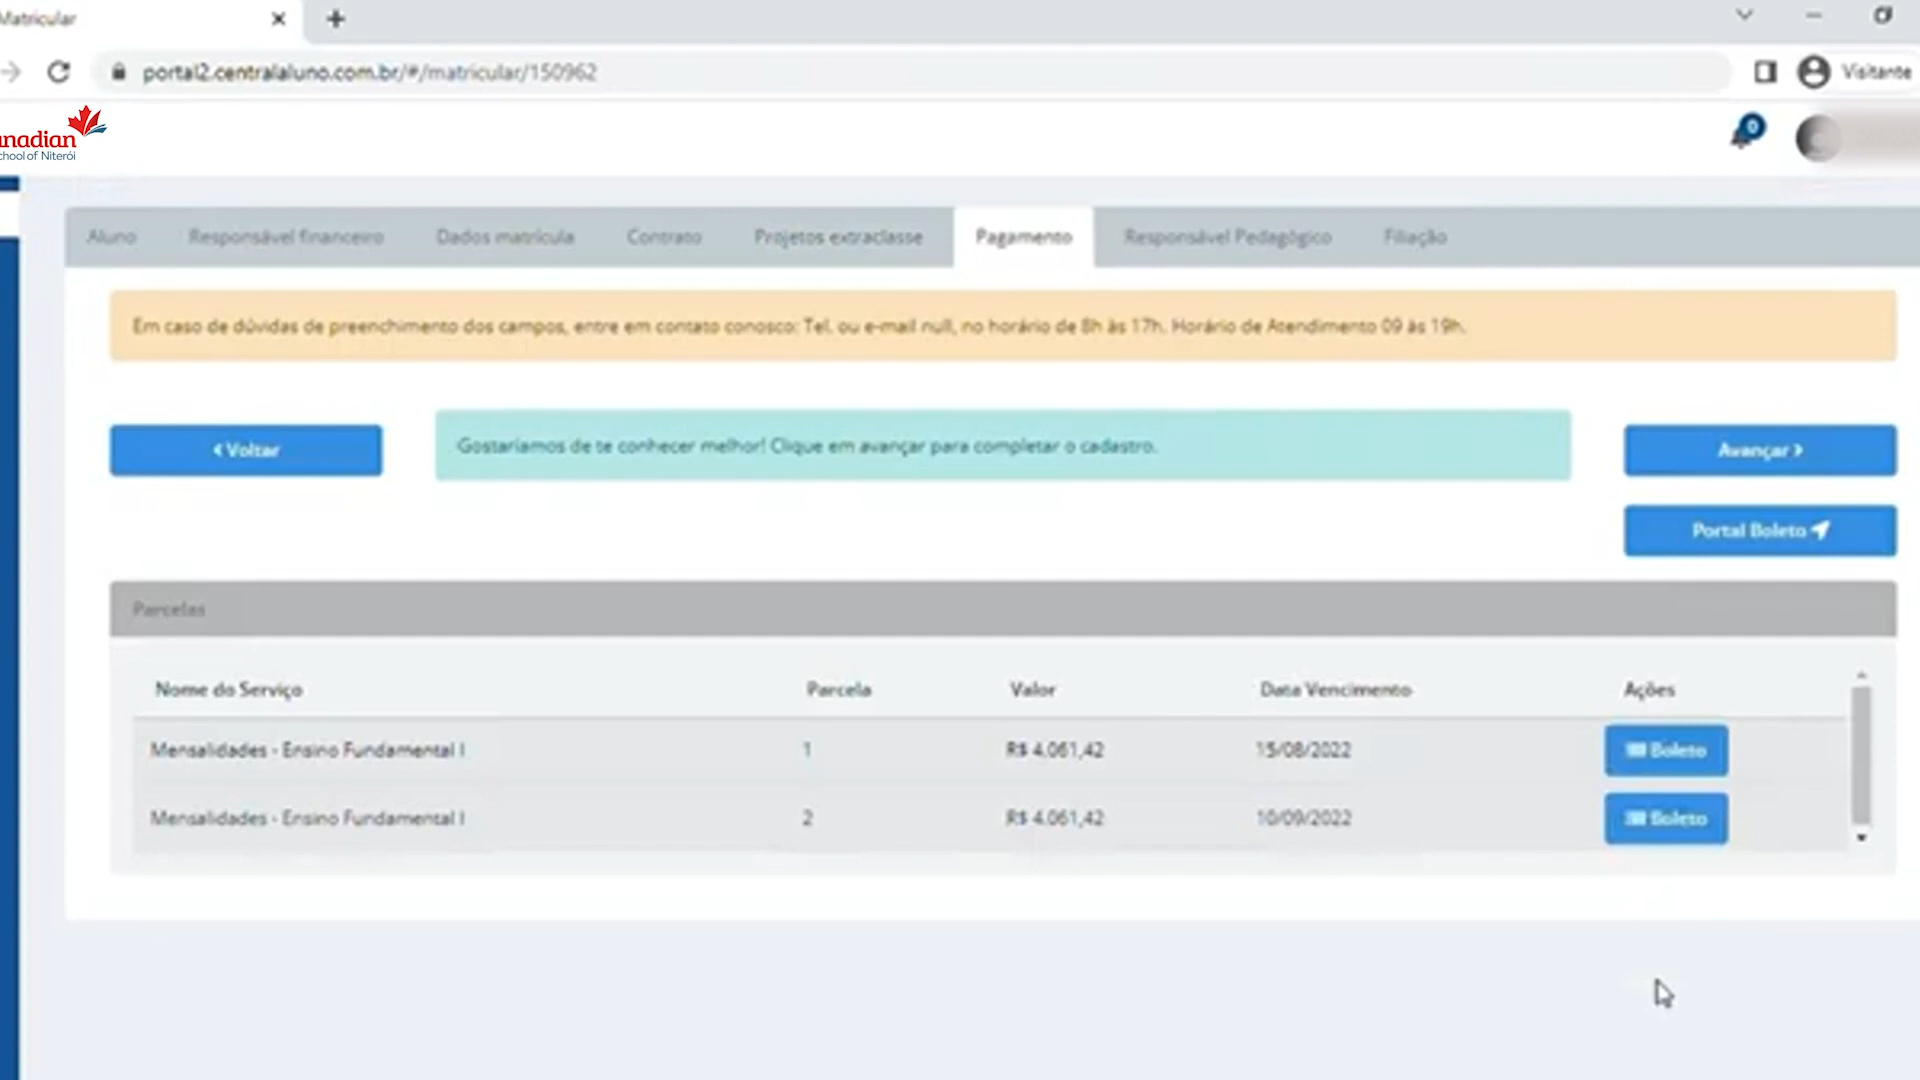 Matricular
portal2.centralaluno.com.br/#/matricular/150962
Visitante
anadian
chool of Niterói
0
Aluno
Responsável financeiro
Dados matrícula
Contrato
Projetos extraclasse
Pagamento
Responsável Pedagógico
Filiação
Em caso de dúvidas de preenchimento dos campos, entre em contato conosco: Tel. ou e-mail null, no horário de 8h às 17h. Horário de Atendimento 09 às 19h.
Voltar
Gostaríamos de te conhecer melhor! Clique em avançar para completar o cadastro.
Avançar
Portal Boleto
Parcelas
Nome do Serviço Parcela Valor Data Vencimento Ações
Mensalidades - Ensino Fundamental I 1 R$ 4.061,42 15/08/2022 Boleto
Mensalidades - Ensino Fundamental I 2 R$ 4.061,42 10/09/2022 Boleto